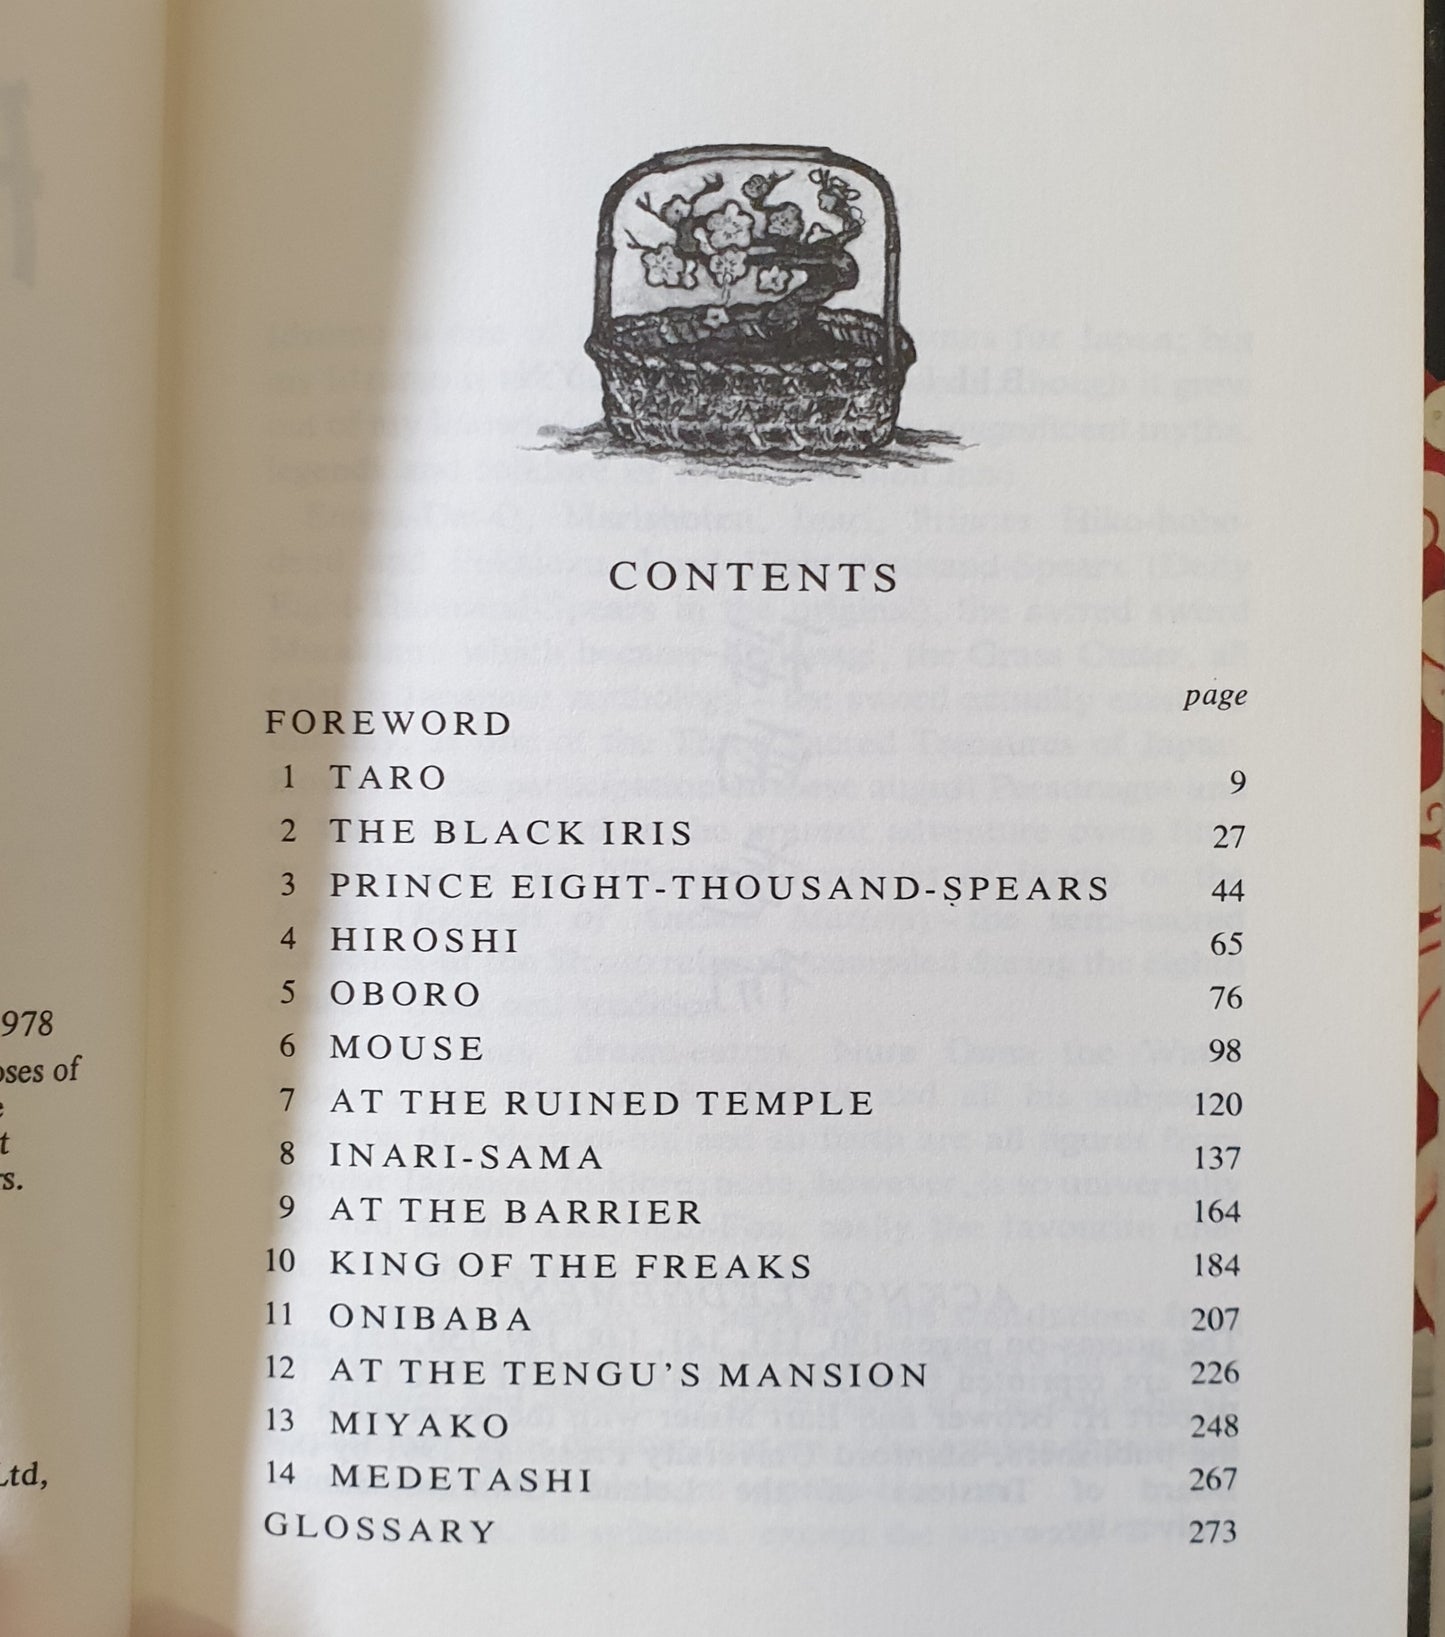 978
oses of
e
t
rs.
Ltd,
CONTENTS
page
FOREWORD
1 TARO 9
2 THE BLACK IRIS 27
3 PRINCE EIGHT-THOUSAND-SPEARS 44
4 HIROSHI 65
5 OBORO 76
6 MOUSE 98
7 AT THE RUINED TEMPLE 120
8 INARI-SAMA 137
9 AT THE BARRIER 164
10 KING OF THE FREAKS 184
11 ONIBABA 207
12 AT THE TENGU'S MANSION 226
13 MIYAKO 248
14 MEDETASHI 267
GLOSSARY 273